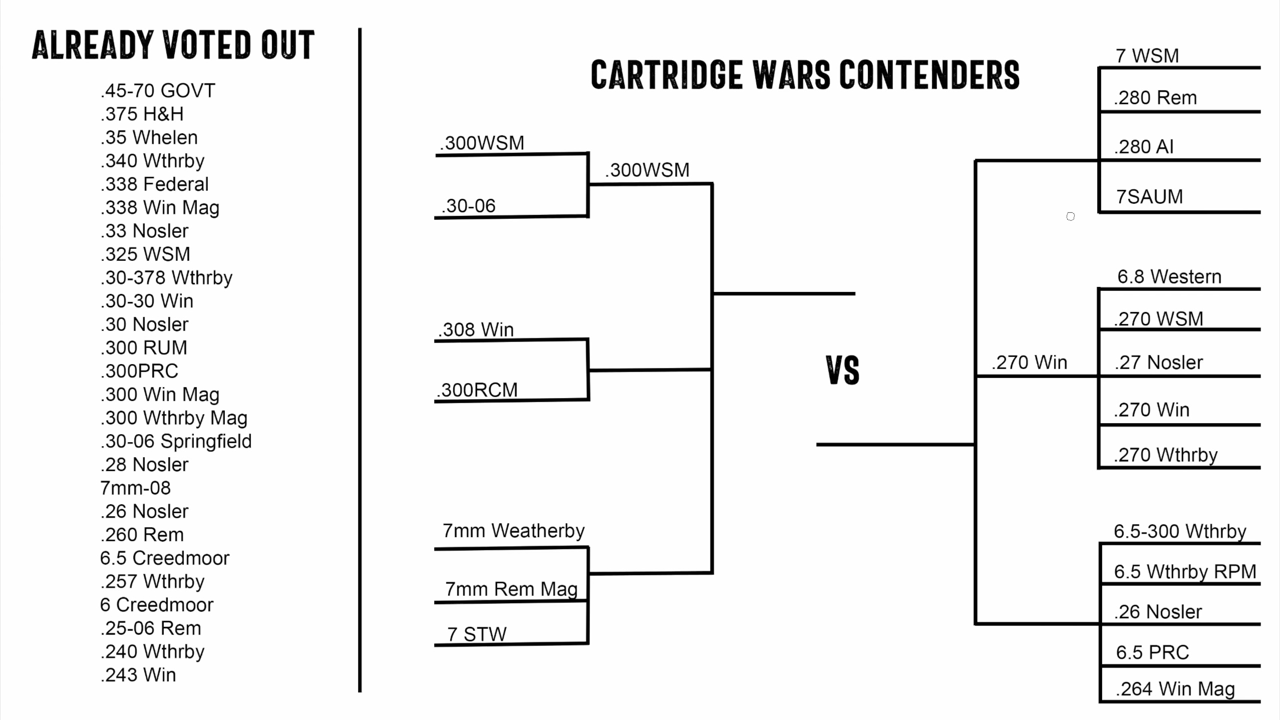 ALREADY VOTED OUT
.45-70 GOVT
.375 H&H
.35 Whelen
.340 Wthrby
.338 Federal
.338 Win Mag
.33 Nosler
.325 WSM
.30-378 Wthrby
.30-30 Win
.30 Nosler
.300 RUM
.300PRC
.300 Win Mag
.300 Wthrby Mag
.30-06 Springfield
.28 Nosler
7mm-08
.26 Nosler
.260 Rem
6.5 Creedmoor
.257 Wthrby
6 Creedmoor
.25-06 Rem
.240 Wthrby
.243 Win
CARTRIDGE WARS CONTENDERS
.300WSM
.30-06
.300WSM
.308 Win
.300RCM
7mm Weatherby
7mm Rem Mag
7 STW
VS
.270 Win
7 WSM
.280 Rem
.280 AI
7SAUM
6.8 Western
.270 WSM
.27 Nosler
.270 Win
.270 Wthrby
6.5-300 Wthrby
6.5 Wthrby RPM
.26 Nosler
6.5 PRC
.264 Win Mag